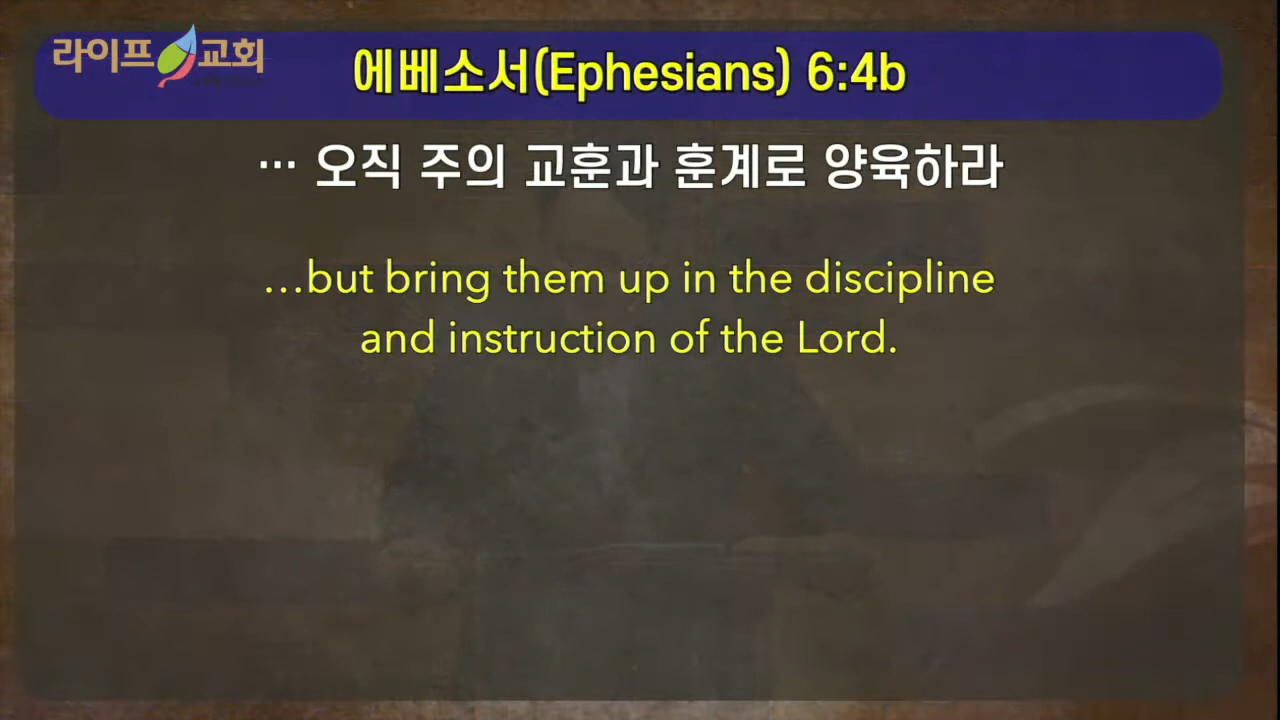 라이프 교회
에베소서(Ephesians) 6:4b
… 오직 주의 교훈과 훈계로 양육하라
…but bring them up in the discipline
and instruction of the Lord.